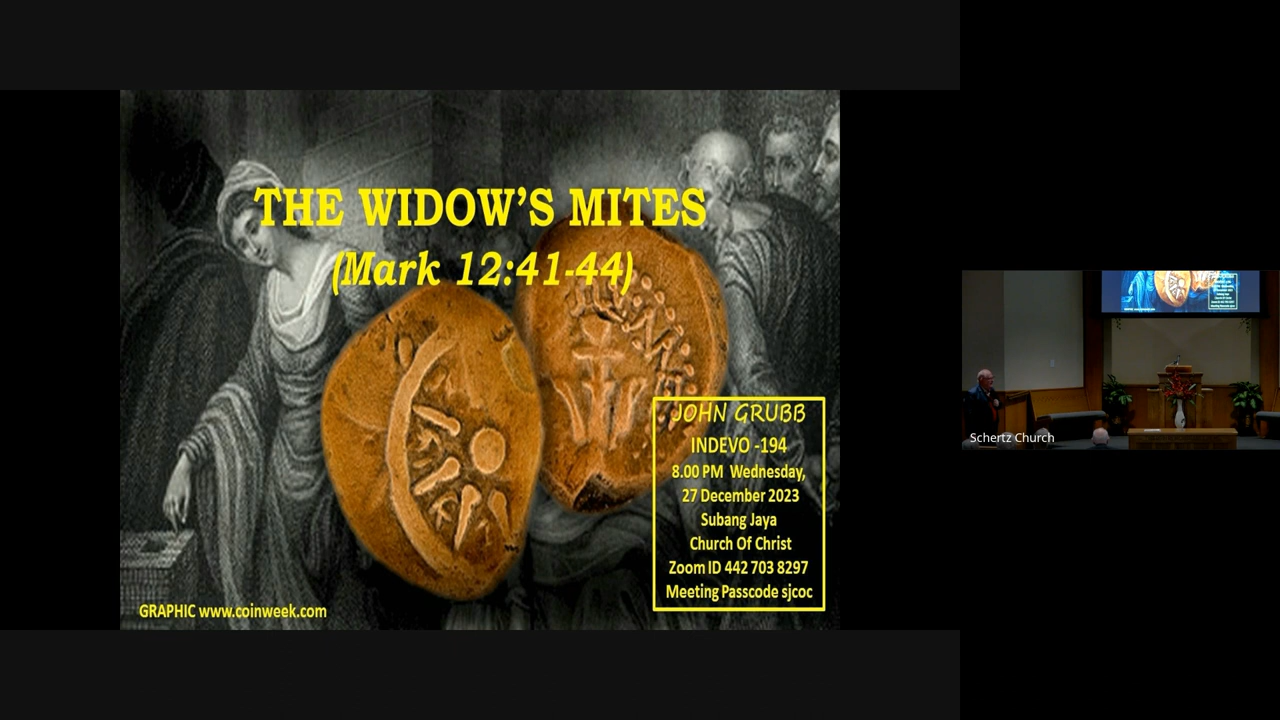 THE WIDOW'S MITES
(Mark 12:41-44)
JOHN GRUBB
INDEVO -194
8.00 PM Wednesday,
27 December 2023
Subang Jaya
Church Of Christ
Zoom ID 442 703 8297
Meeting Passcode sjcoc
GRAPHIC www.coinweek.com
Schertz Church